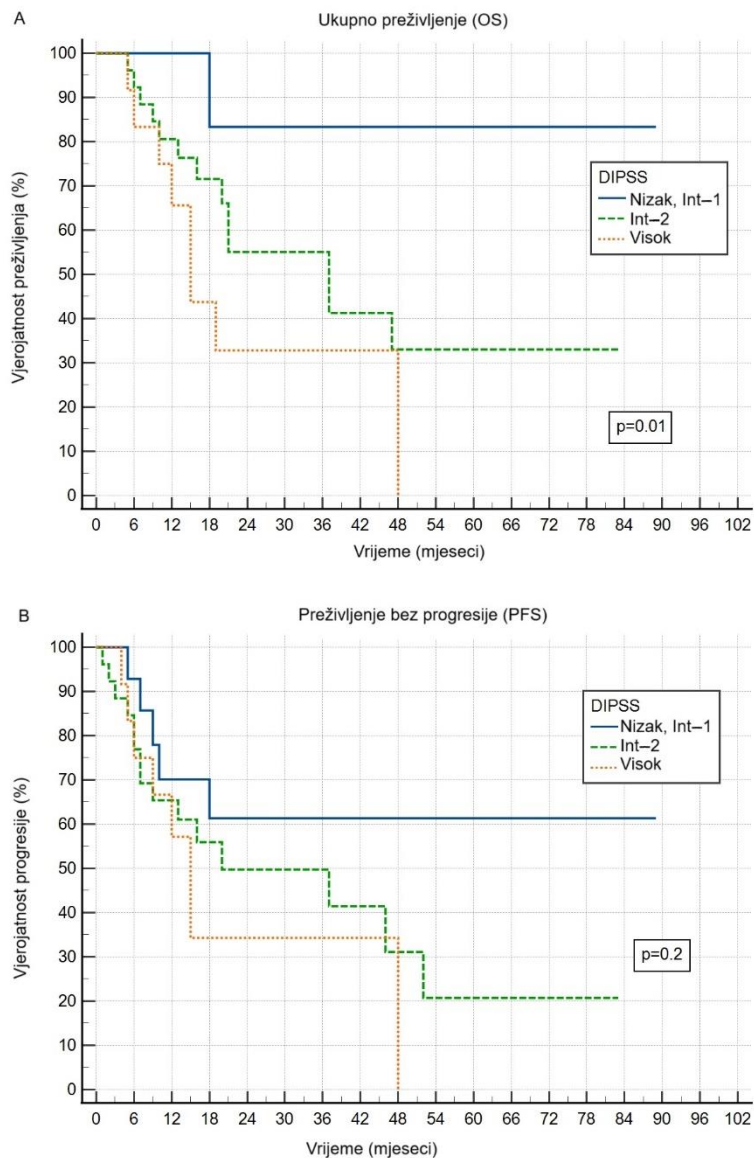 A
Ukupno preživljenje (OS)
Vjerojatnost preživljenja (%)
100
90
80
70
60
50
40
30
20
10
0
DIPSS
Nizak, Int–1
Int–2
Visok
p=0.01
0 6 12 18 24 30 36 42 48 54 60 66 72 78 84 90 96 102
Vrijeme (mjeseci)
B
Preživljenje bez progresije (PFS)
Vjerojatnost progresije (%)
100
90
80
70
60
50
40
30
20
10
0
DIPSS
Nizak, Int–1
Int–2
Visok
p=0.2
0 6 12 18 24 30 36 42 48 54 60 66 72 78 84 90 96 102
Vrijeme (mjeseci)